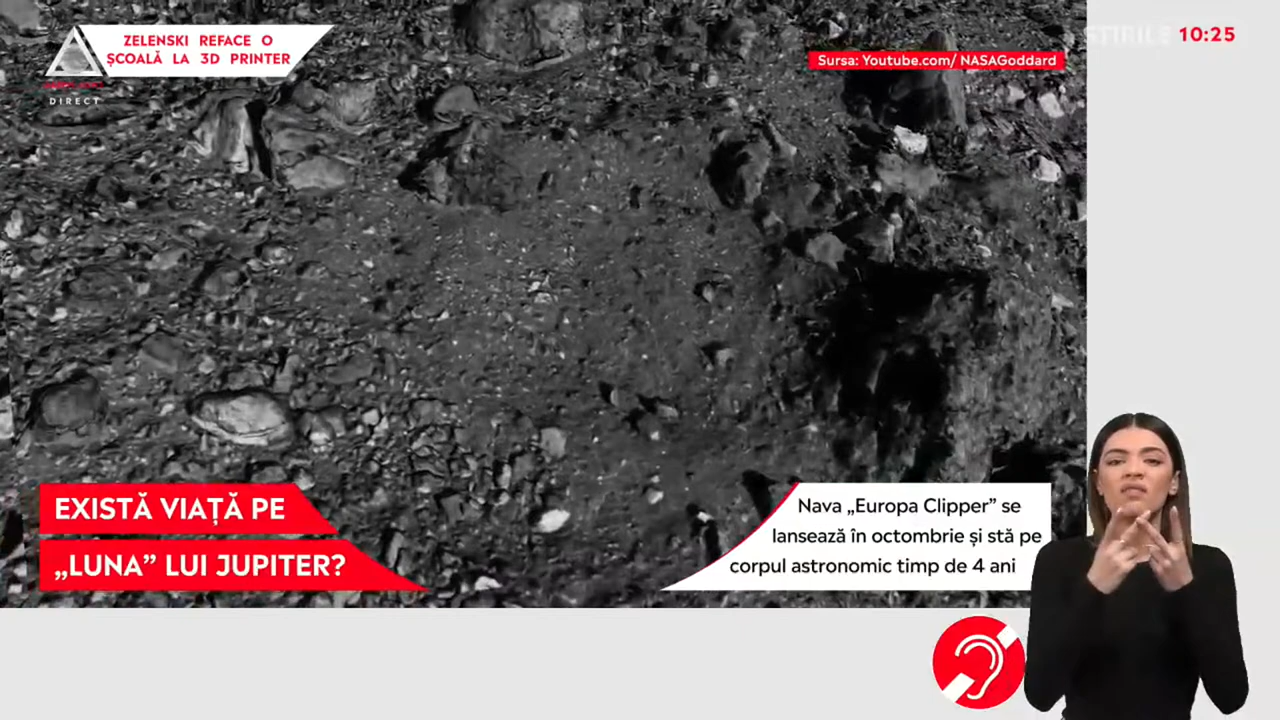 ZELENSKI REFACE O
ȘCOALĂ LA 3D PRINTER
DIRECT
Sursa: Youtube.com/ NASAGoddard
ȘTIRILE 10:25
EXISTĂ VIAȚĂ PE
„LUNA” LUI JUPITER?
Nava „Europa Clipper” se
lansează în octombrie și stă pe
corpul astronomic timp de 4 ani